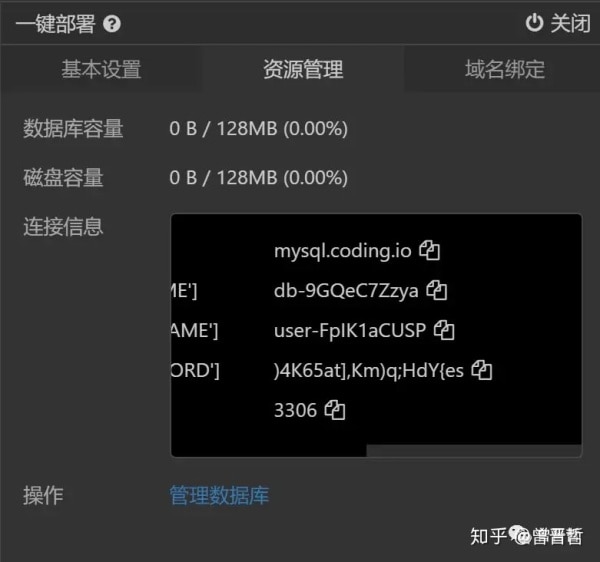 一键部署 ?
关闭
基本设置 资源管理 域名绑定
数据库容量 0 B / 128MB (0.00%)
磁盘容量 0 B / 128MB (0.00%)
连接信息
mysql.coding.io
ME'] db-9GQeC7Zzya
AME'] user-FpIK1aCUSP
ORD'] )4K65at],Km)q;HdY{es
3306
操作 管理数据库
知乎 @曾晋哲